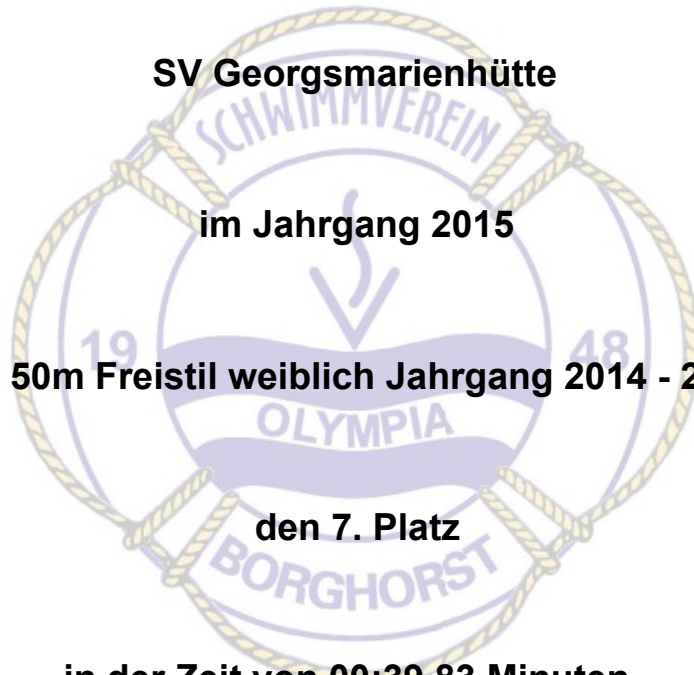 SV Georgsmarienhütte
SCHWIMMVEREIN
im Jahrgang 2015
19 48
50m Freistil weiblich Jahrgang 2014 - 2
OLYMPIA
den 7. Platz
BORGHORST
in der Zeit von 00:39,83 Minuten